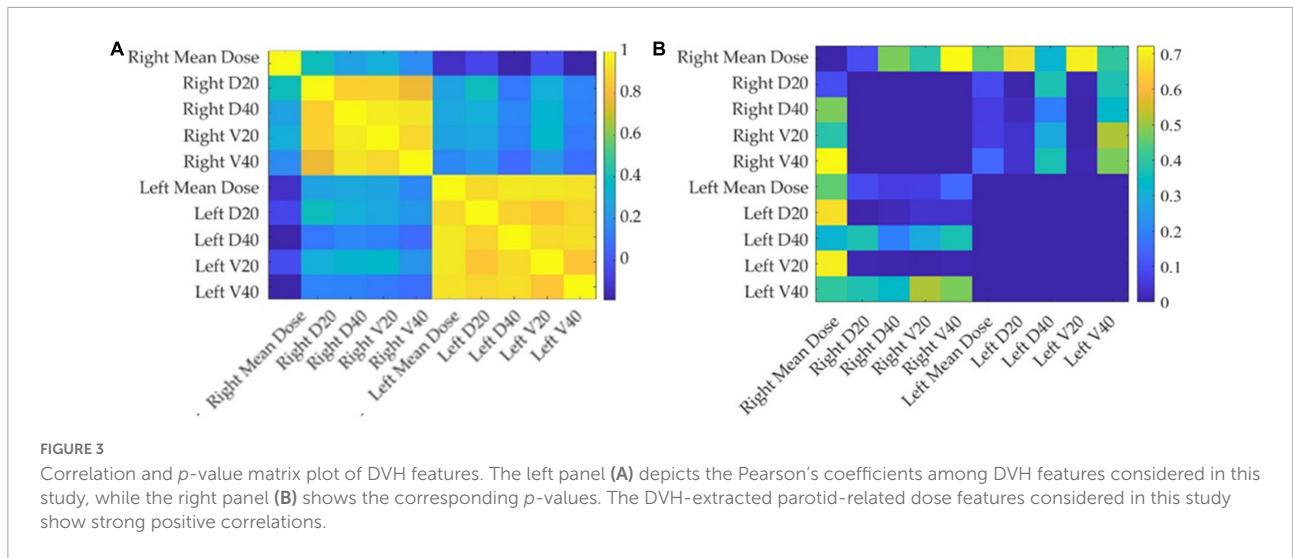 A
Right Mean Dose
Right D20
Right D40
Right V20
Right V40
Left Mean Dose
Left D20
Left D40
Left V20
Left V40
1
0.8
0.6
0.4
0.2
0
Right Mean Dose
Right D20
Right D40
Right V20
Right V40
Left Mean Dose
Left D20
Left D40
Left V20
Left V40
B
Right Mean Dose
Right D20
Right D40
Right V20
Right V40
Left Mean Dose
Left D20
Left D40
Left V20
Left V40
0.7
0.6
0.5
0.4
0.3
0.2
0.1
0
Right Mean Dose
Right D20
Right D40
Right V20
Right V40
Left Mean Dose
Left D20
Left D40
Left V20
Left V40
FIGURE 3
Correlation and p-value matrix plot of DVH features. The left panel (A) depicts the Pearson's coefficients among DVH features considered in this
study, while the right panel (B) shows the corresponding p-values. The DVH-extracted parotid-related dose features considered in this study
show strong positive correlations.